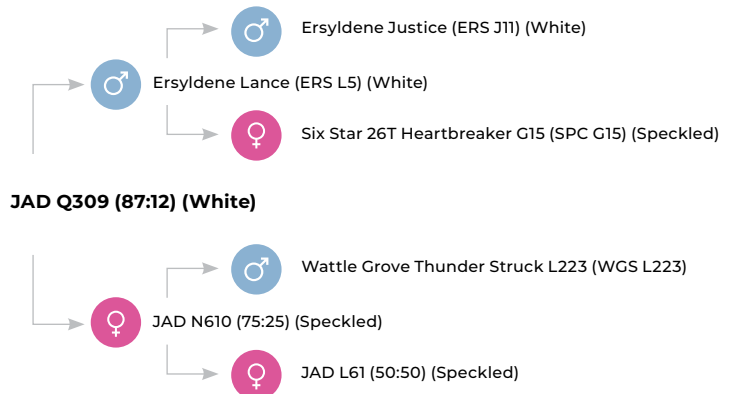 Ersyldene Justice (ERS J11) (White)
Ersyldene Lance (ERS L5) (White)
Six Star 26T Heartbreaker G15 (SPC G15) (Speckled)
JAD Q309 (87:12) (White)
Wattle Grove Thunder Struck L223 (WGS L223)
JAD N610 (75:25) (Speckled)
JAD L61 (50:50) (Speckled)